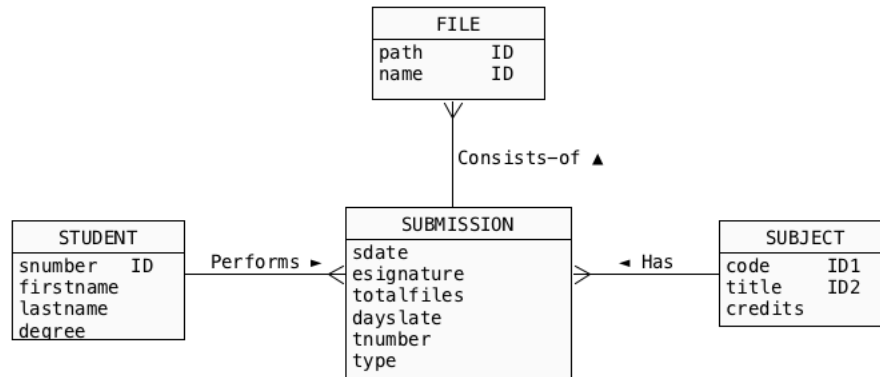 FILE
path ID
name ID
Consists-of ▲
STUDENT
snumber ID
firstname
lastname
degree
Performs ►
SUBMISSION
sdate
esignature
totalfiles
dayslate
tnumber
type
◄ Has
SUBJECT
code ID1
title ID2
credits